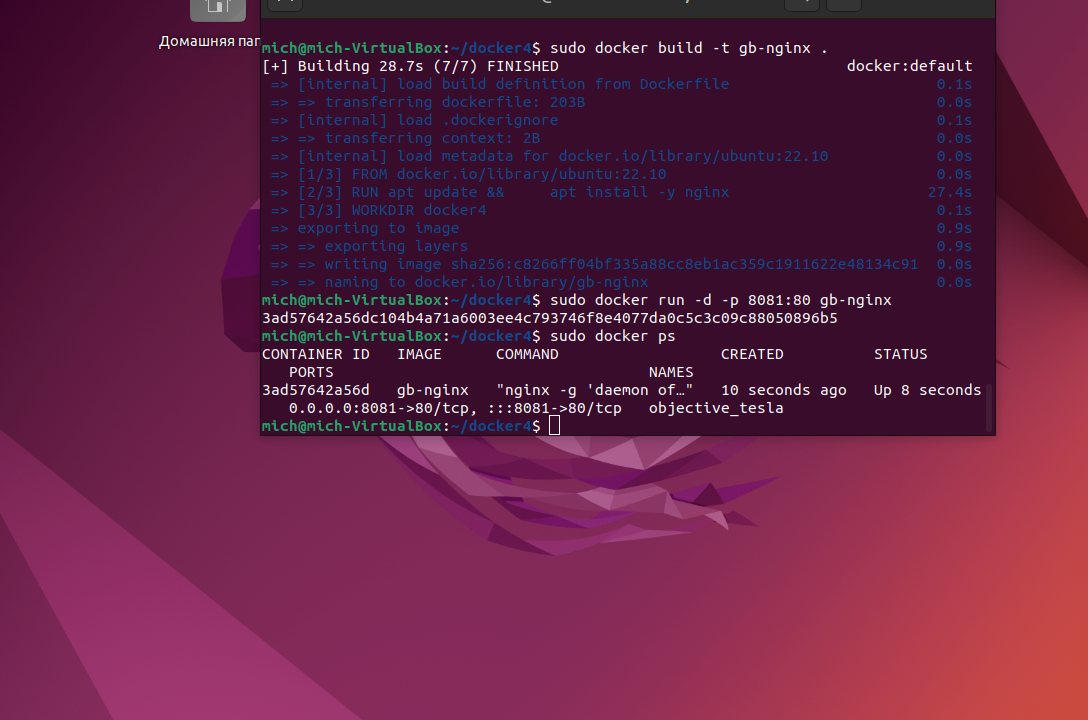 Домашняя пап
mich@mich-VirtualBox:~/docker4$ sudo docker build -t gb-nginx .
[+] Building 28.7s (7/7) FINISHED docker:default
=> [internal] load build definition from Dockerfile 0.1s
=> => transferring dockerfile: 203B 0.0s
=> [internal] load .dockerignore 0.1s
=> => transferring context: 2B 0.0s
=> [internal] load metadata for docker.io/library/ubuntu:22.10 0.0s
=> [1/3] FROM docker.io/library/ubuntu:22.10 0.0s
=> [2/3] RUN apt update &&     apt install -y nginx 27.4s
=> [3/3] WORKDIR docker4 0.1s
=> exporting to image 0.9s
=> => exporting layers 0.9s
=> => writing image sha256:c8266ff04bf335a88cc8eb1ac359c1911622e48134c91 0.0s
=> => naming to docker.io/library/gb-nginx 0.0s
mich@mich-VirtualBox:~/docker4$ sudo docker run -d -p 8081:80 gb-nginx
3ad57642a56dc104b4a71a6003ee4c793746f8e4077da0c5c3c09c88050896b5
mich@mich-VirtualBox:~/docker4$ sudo docker ps
CONTAINER ID   IMAGE      COMMAND                  CREATED          STATUS
PORTS                                   NAMES
3ad57642a56d   gb-nginx   "nginx -g 'daemon of…"   10 seconds ago   Up 8 seconds
0.0.0.0:8081->80/tcp, :::8081->80/tcp   objective_tesla
mich@mich-VirtualBox:~/docker4$